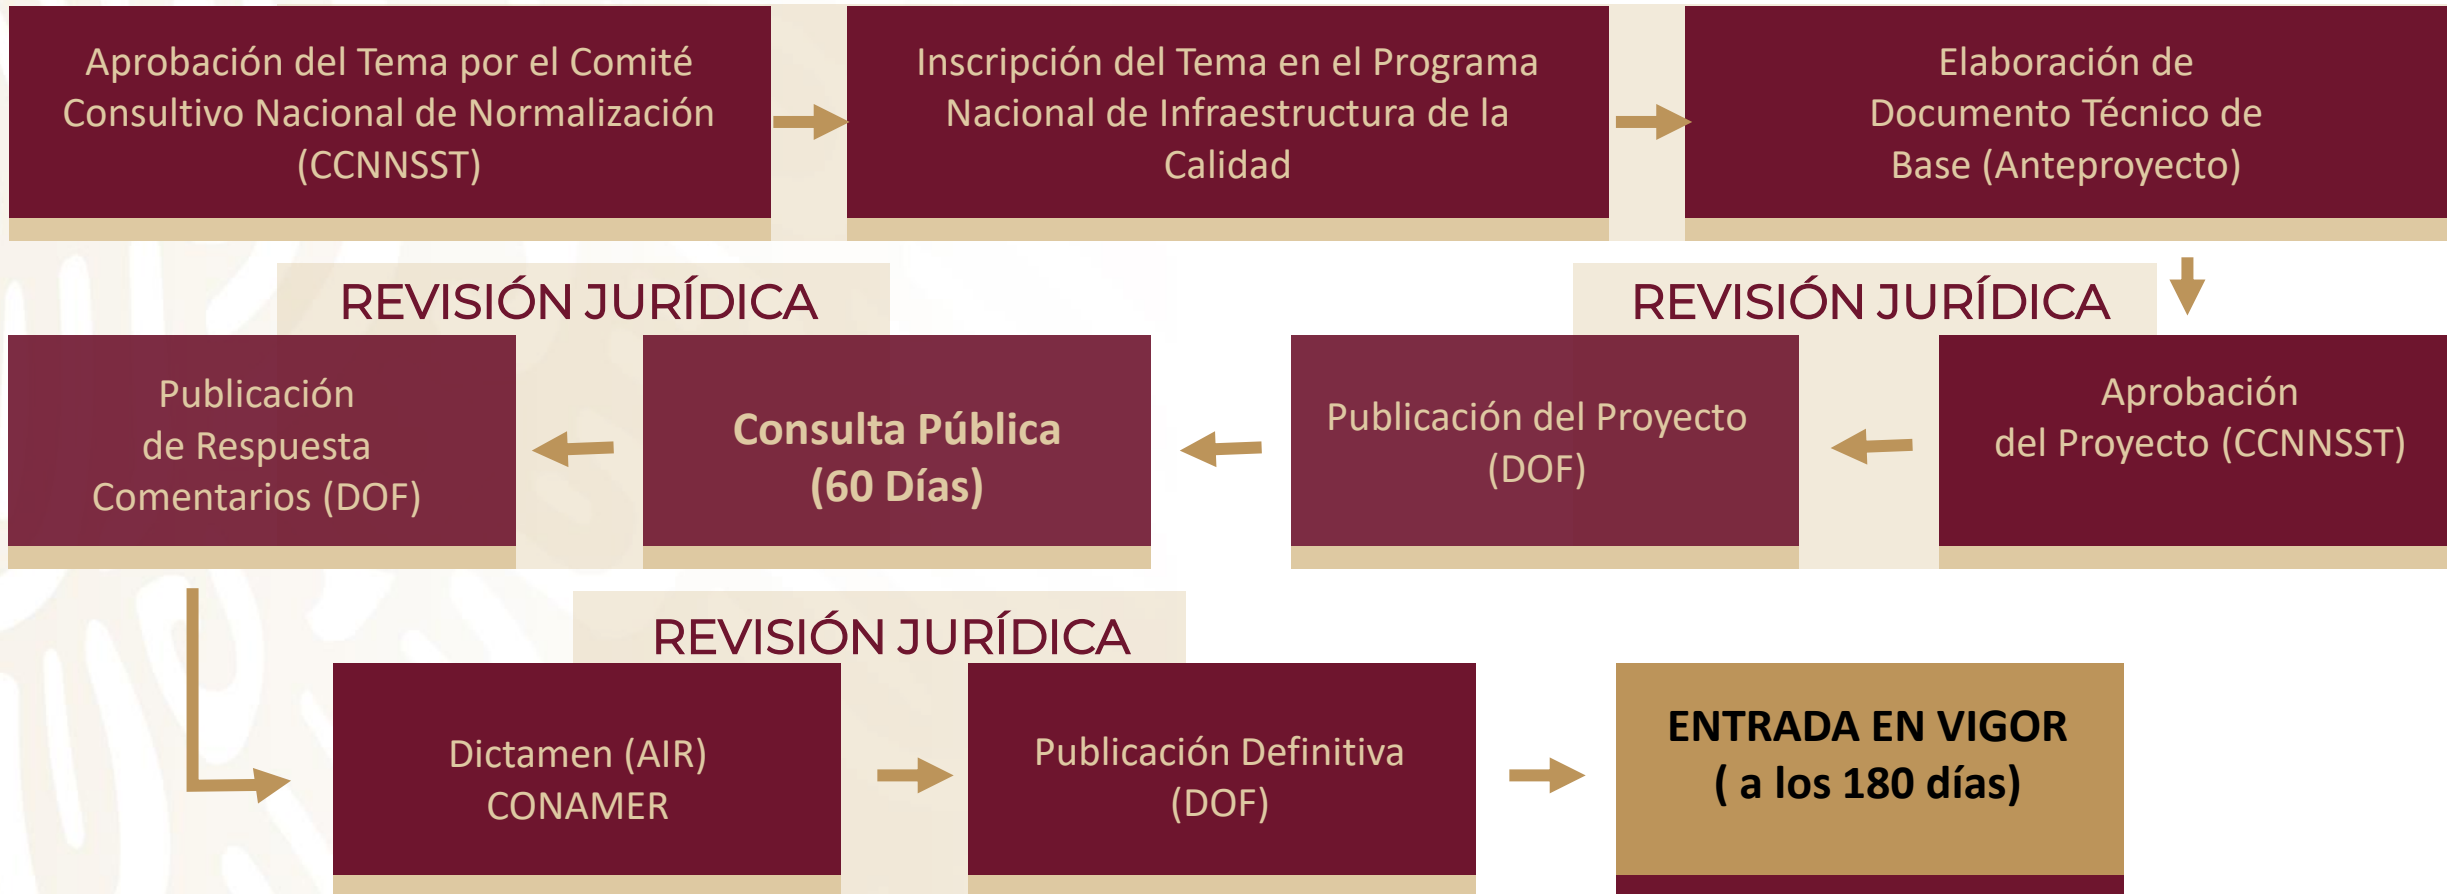 Aprobación del Tema por el Comité
Consultivo Nacional de Normalización
(CCNNSST)
Inscripción del Tema en el Programa
Nacional de Infraestructura de la
Calidad
Elaboración de
Documento Técnico de
Base (Anteproyecto)
REVISIÓN JURÍDICA
Aprobación
del Proyecto (CCNNSST)
Publicación del Proyecto
(DOF)
REVISIÓN JURÍDICA
Consulta Pública
(60 Días)
Publicación
de Respuesta
Comentarios (DOF)
REVISIÓN JURÍDICA
Dictamen (AIR)
CONAMER
Publicación Definitiva
(DOF)
ENTRADA EN VIGOR
( a los 180 días)